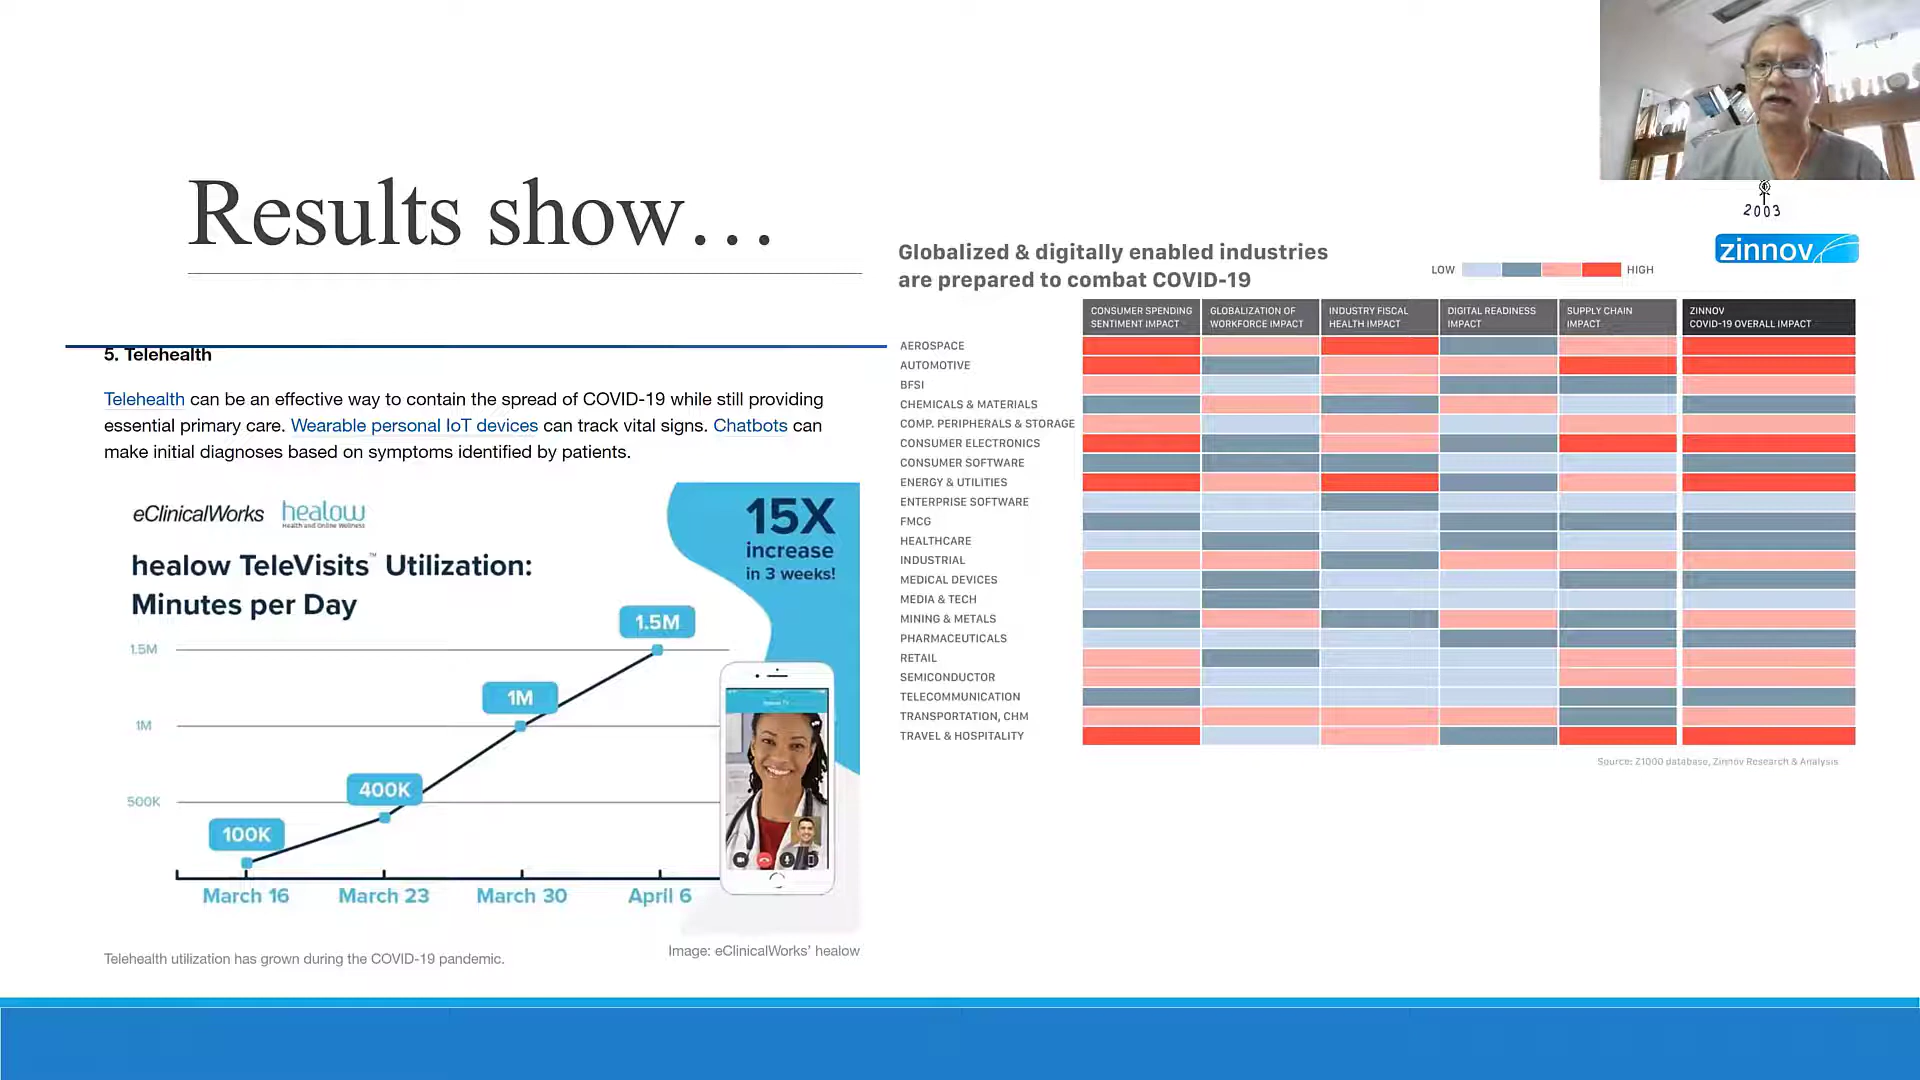 Results show...
5. Telehealth
Telehealth can be an effective way to contain the spread of COVID-19 while still providing
essential primary care. Wearable personal IoT devices can track vital signs. Chatbots can
make initial diagnoses based on symptoms identified by patients.
eClinicalWorks healow
Health and Online Wellness
healow TeleVisits™ Utilization:
Minutes per Day
15X
increase
in 3 weeks!
1.5M
1M
500K
100K
400K
1M
1.5M
March 16 March 23 March 30 April 6
Telehealth utilization has grown during the COVID-19 pandemic.
Image: eClinicalWorks' healow
2003
zinnov
Globalized & digitally enabled industries
are prepared to combat COVID-19
LOW HIGH
CONSUMER SPENDING
SENTIMENT IMPACT
GLOBALIZATION OF
WORKFORCE IMPACT
INDUSTRY FISCAL
HEALTH IMPACT
DIGITAL READINESS
IMPACT
SUPPLY CHAIN
IMPACT
ZINNOV
COVID-19 OVERALL IMPACT
AEROSPACE
AUTOMOTIVE
BFSI
CHEMICALS & MATERIALS
COMP. PERIPHERALS & STORAGE
CONSUMER ELECTRONICS
CONSUMER SOFTWARE
ENERGY & UTILITIES
ENTERPRISE SOFTWARE
FMCG
HEALTHCARE
INDUSTRIAL
MEDICAL DEVICES
MEDIA & TECH
MINING & METALS
PHARMACEUTICALS
RETAIL
SEMICONDUCTOR
TELECOMMUNICATION
TRANSPORTATION, CHM
TRAVEL & HOSPITALITY
Source: Z1000 database, Zinnov Research & Analysis